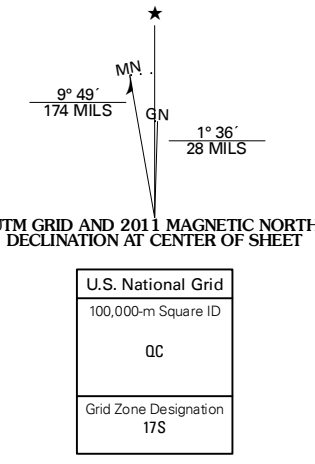 ★
MN
GN
9° 49´
174 MILS
1° 36´
28 MILS
UTM GRID AND 2011 MAGNETIC NORTH
DECLINATION AT CENTER OF SHEET
U.S. National Grid
100,000-m Square ID
QC
Grid Zone Designation
17S